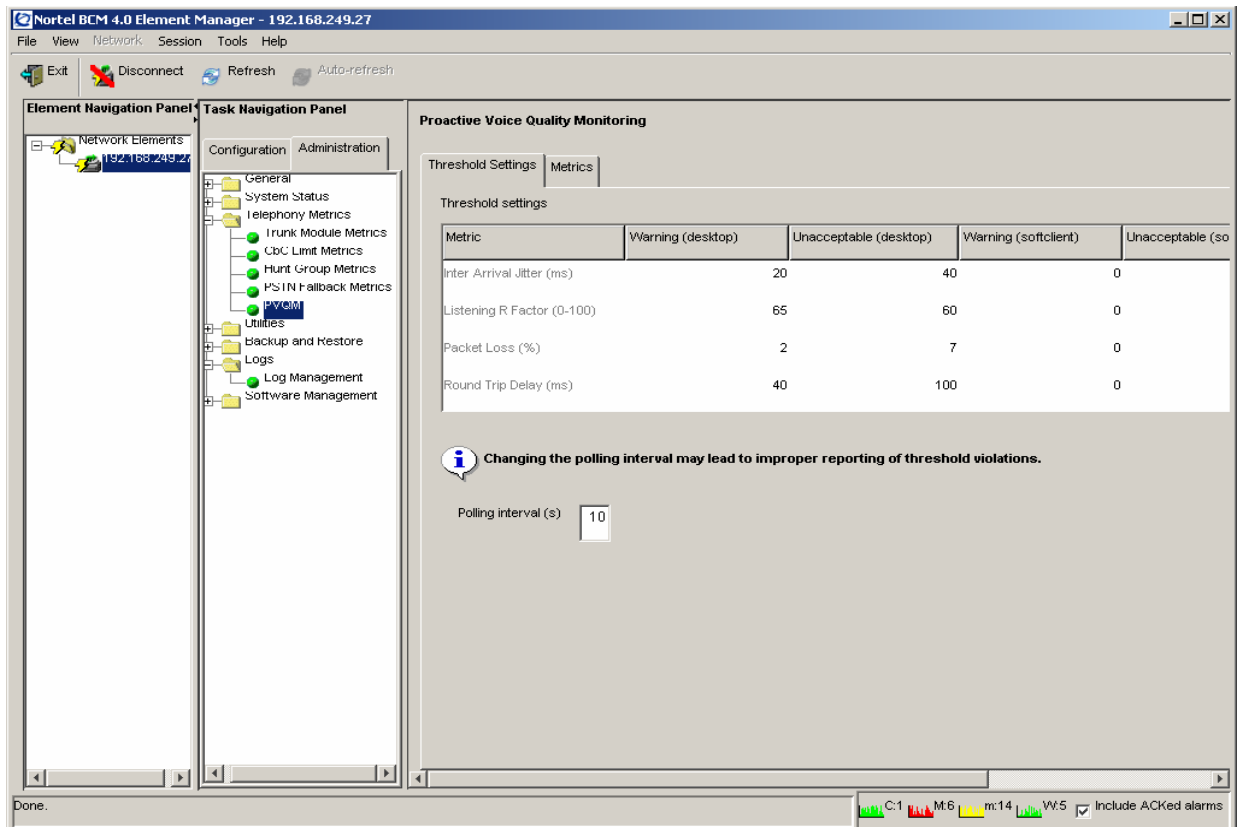 Nortel BCM 4.0 Element Manager - 192.168.249.27
File View Network Session Tools Help
Exit Disconnect Refresh Auto-refresh
Element Navigation Panel
Network Elements
192.168.249.27
Task Navigation Panel
Configuration Administration
General
System Status
Telephony Metrics
Trunk Module Metrics
CbC Limit Metrics
Hunt Group Metrics
PSTN Fallback Metrics
PVQM
Utilities
Backup and Restore
Logs
Log Management
Software Management
Proactive Voice Quality Monitoring
Threshold Settings Metrics
Threshold settings
Metric Warning (desktop) Unacceptable (desktop) Warning (softclient) Unacceptable (so
Inter Arrival Jitter (ms) 20 40 0
Listening R Factor (0-100) 65 60 0
Packet Loss (%) 2 7 0
Round Trip Delay (ms) 40 100 0
Changing the polling interval may lead to improper reporting of threshold violations.
Polling interval (s) 10
Done.
C:1 M:6 m:14 W:5 Include ACKed alarms